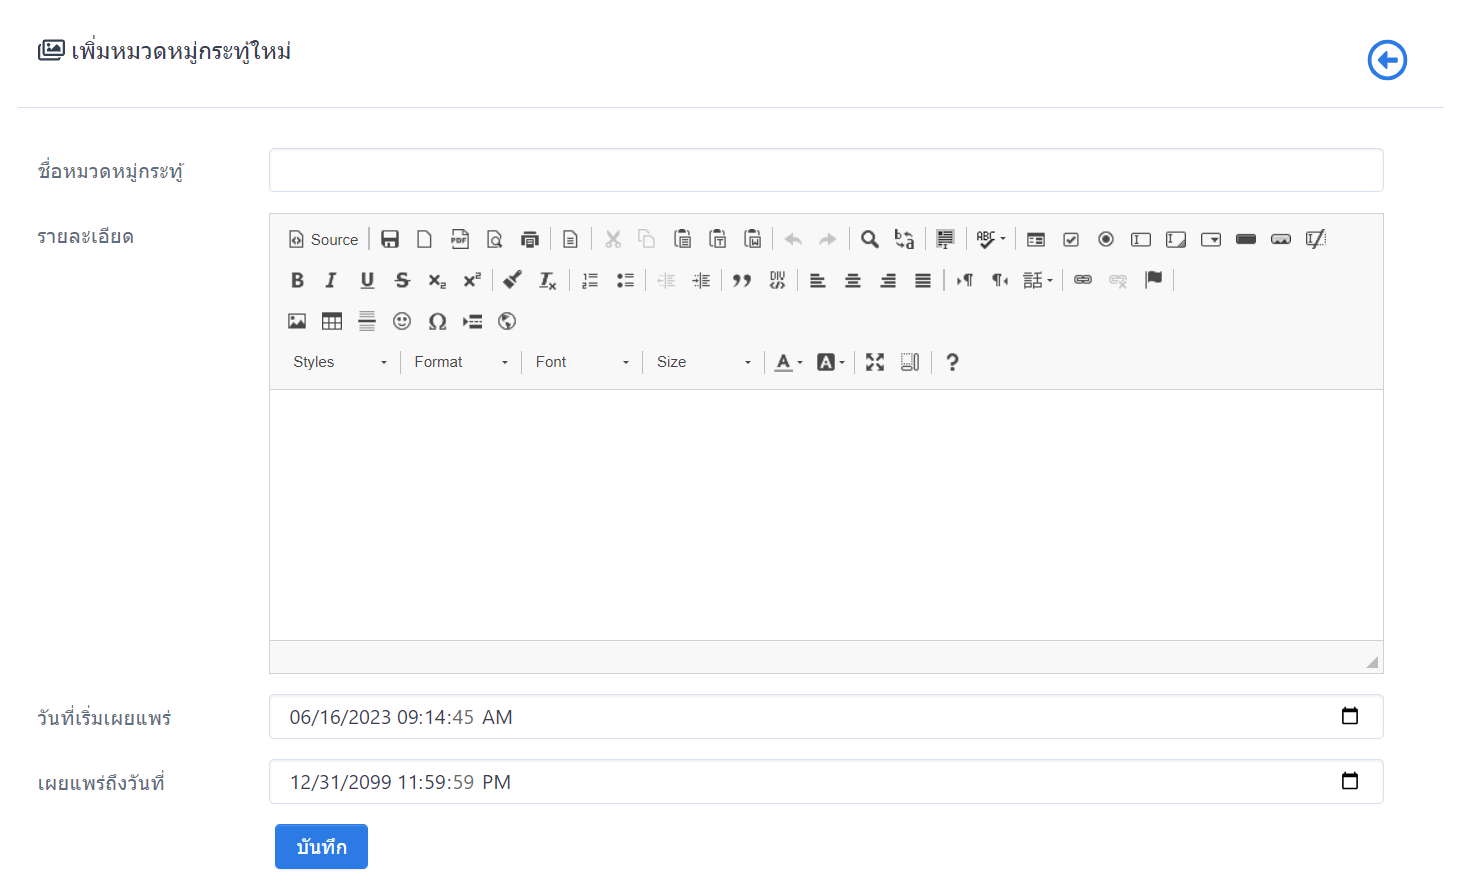 เพิ่มหมวดหมู่กระทู้ใหม่
ชื่อหมวดหมู่กระทู้
รายละเอียด
Source
Styles Format Font Size
วันที่เริ่มเผยแพร่
06/16/2023 09:14:45 AM
เผยแพร่ถึงวันที่
12/31/2099 11:59:59 PM
บันทึก